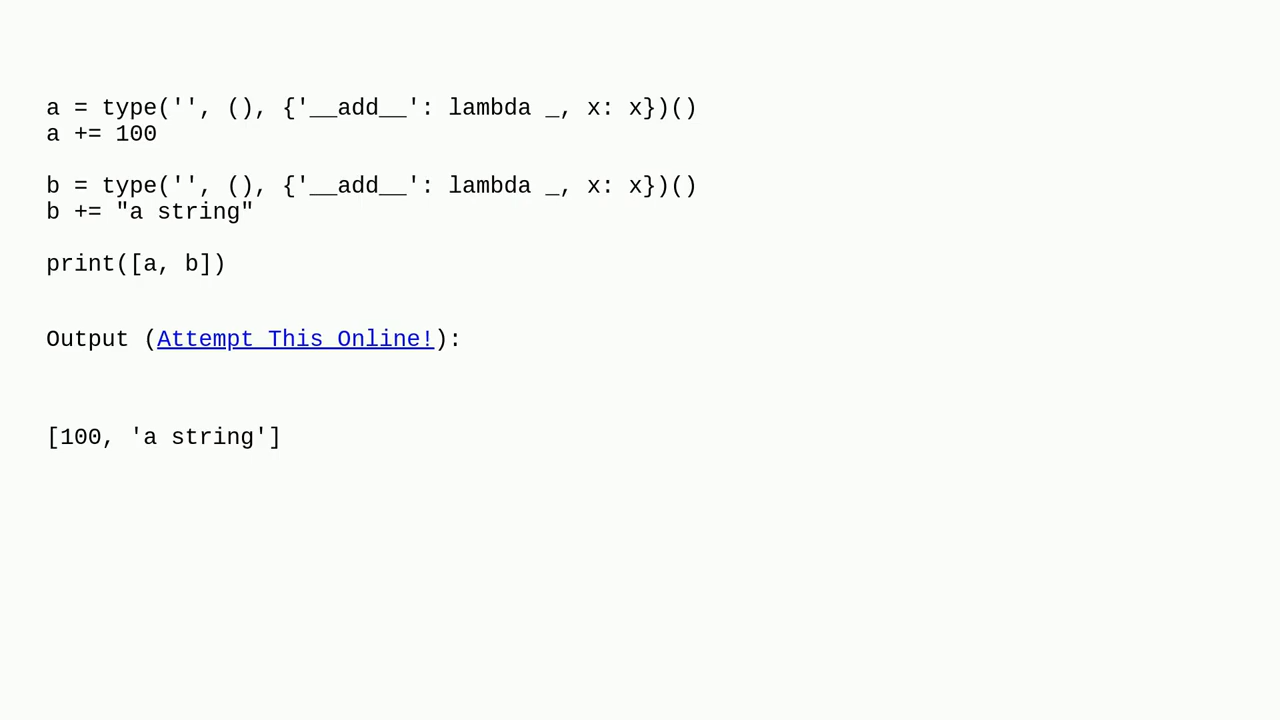 a = type('', (), {'__add__': lambda _, x: x})()
a += 100
b = type('', (), {'__add__': lambda _, x: x})()
b += "a string"
print([a, b])
Output (Attempt This Online!):
[100, 'a string']